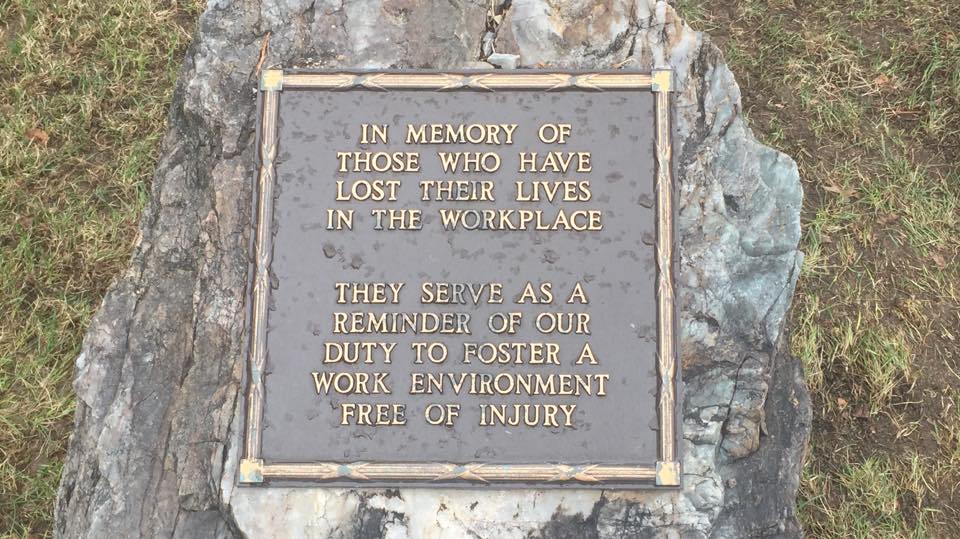 IN MEMORY OF
THOSE WHO HAVE
LOST THEIR LIVES
IN THE WORKPLACE
THEY SERVE AS A
REMINDER OF OUR
DUTY TO FOSTER A
WORK ENVIRONMENT
FREE OF INJURY